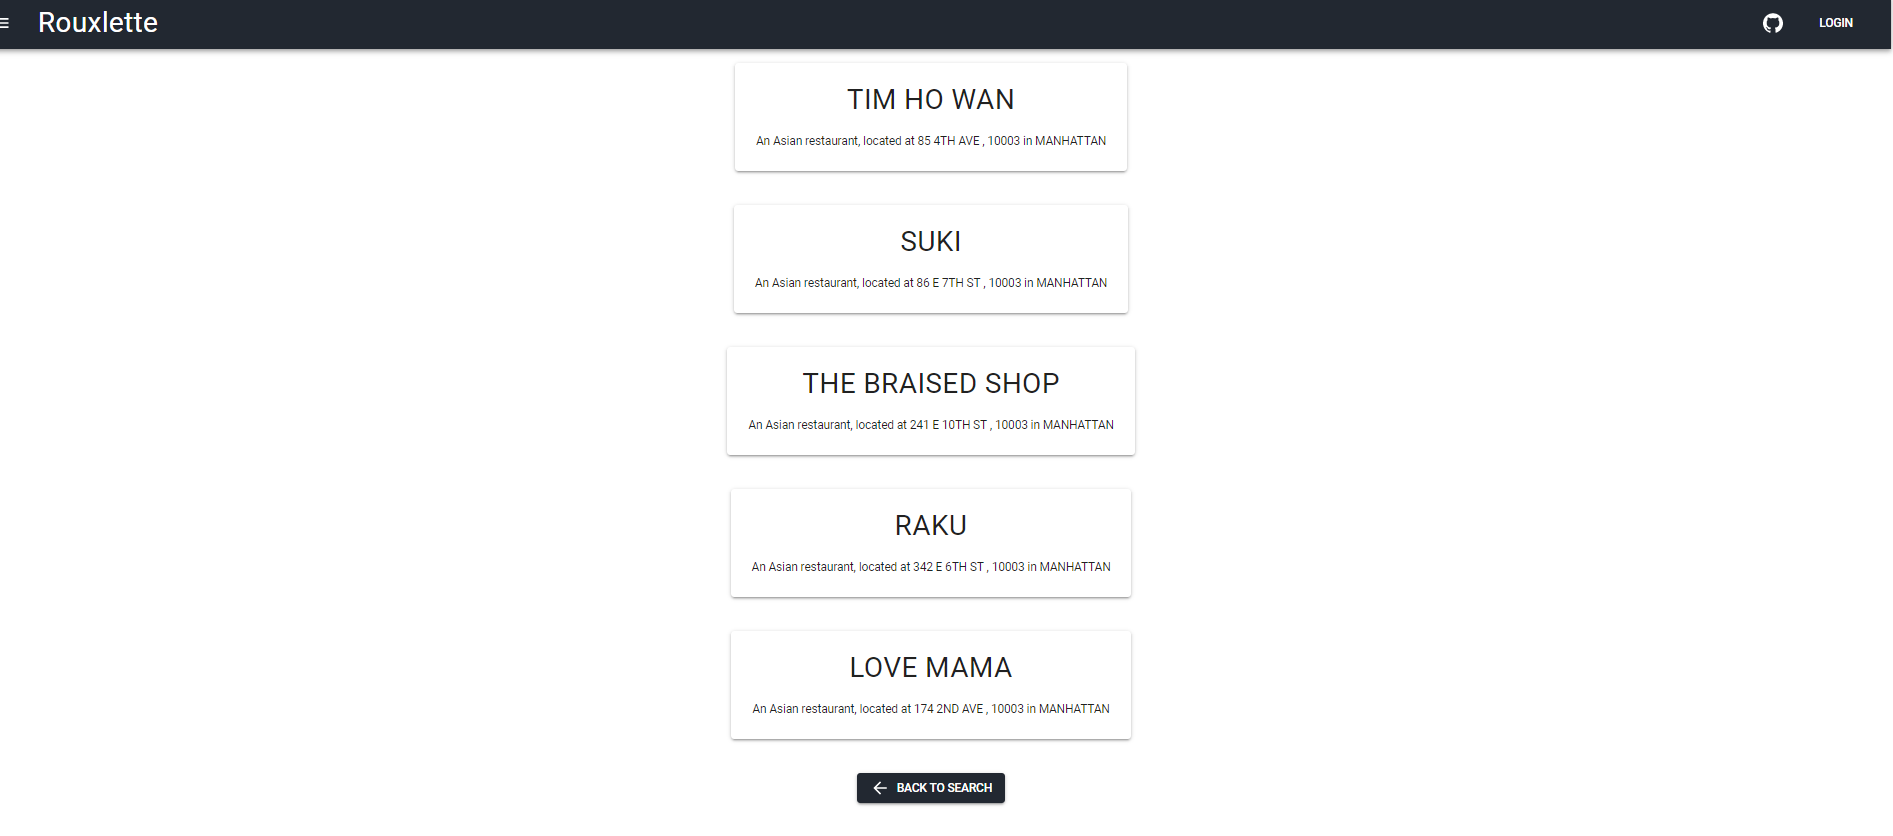 Rouxlette
LOGIN
TIM HO WAN
An Asian restaurant, located at 85 4TH AVE , 10003 in MANHATTAN
SUKI
An Asian restaurant, located at 86 E 7TH ST , 10003 in MANHATTAN
THE BRAISED SHOP
An Asian restaurant, located at 241 E 10TH ST , 10003 in MANHATTAN
RAKU
An Asian restaurant, located at 342 E 6TH ST , 10003 in MANHATTAN
LOVE MAMA
An Asian restaurant, located at 174 2ND AVE , 10003 in MANHATTAN
BACK TO SEARCH